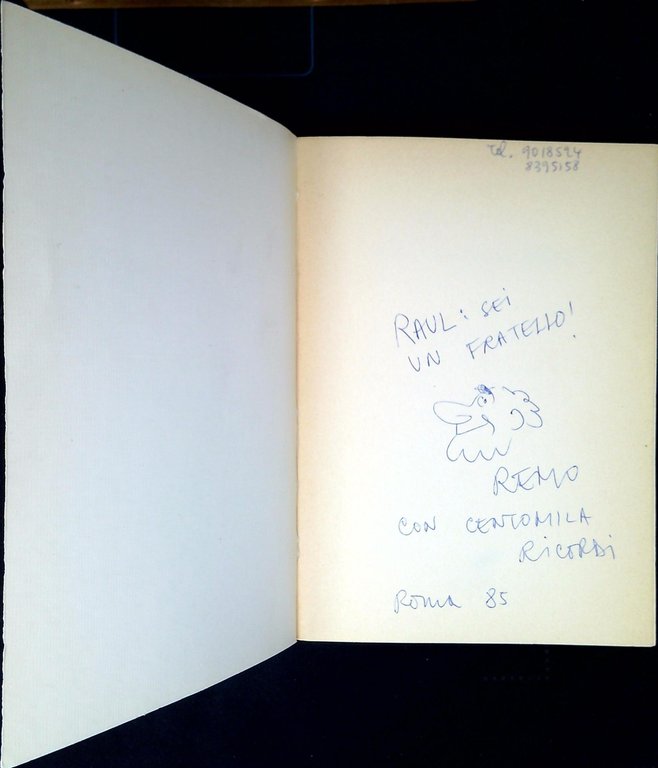 Tel. 9018524
8395158
RAUL: SEI
UN FRATELLO!
REMO
CON CENTOMILA
RICORDI
ROMA 85